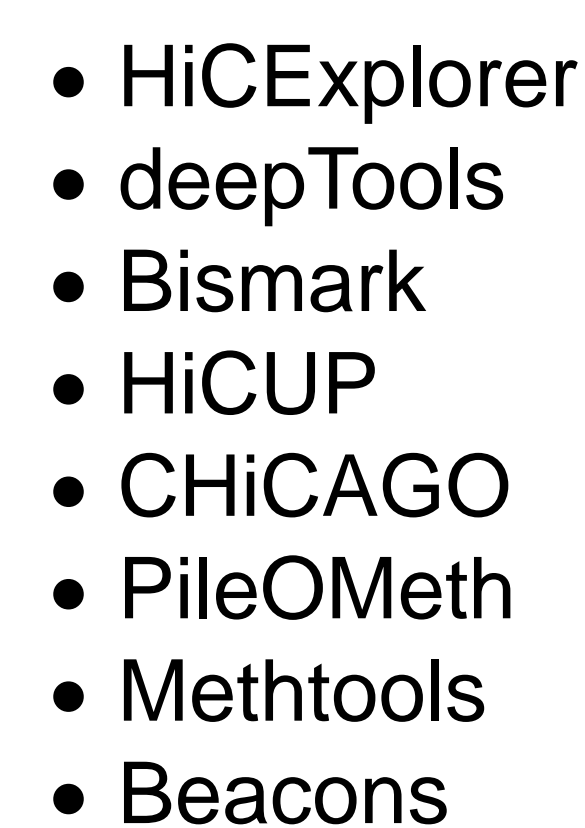 • HiCExplorer
• deepTools
• Bismark
• HiCUP
• CHiCAGO
• PileOMeth
• Methtools
• Beacons